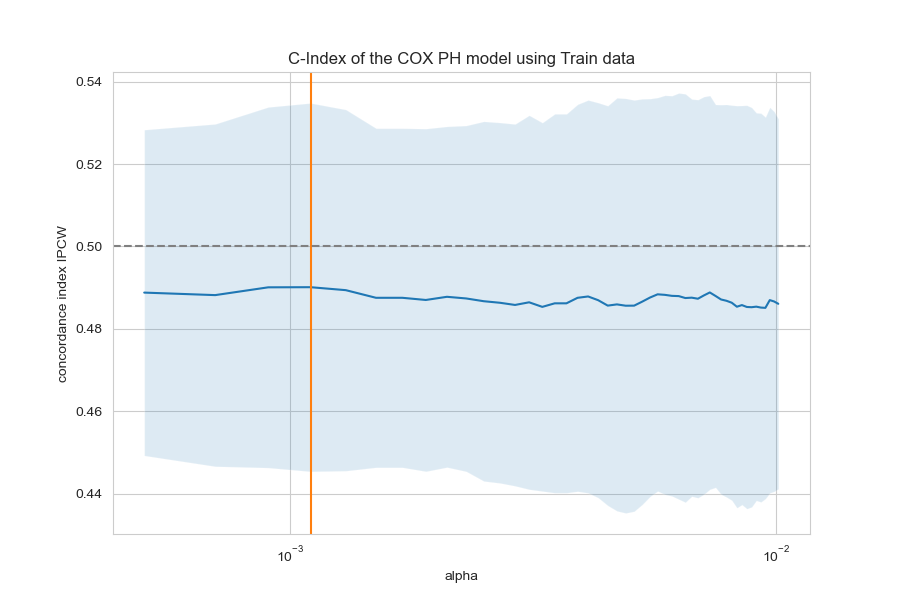 C-Index of the COX PH model using Train data
concordance index IPCW
0.54
0.52
0.50
0.48
0.46
0.44
10⁻³
10⁻²
alpha